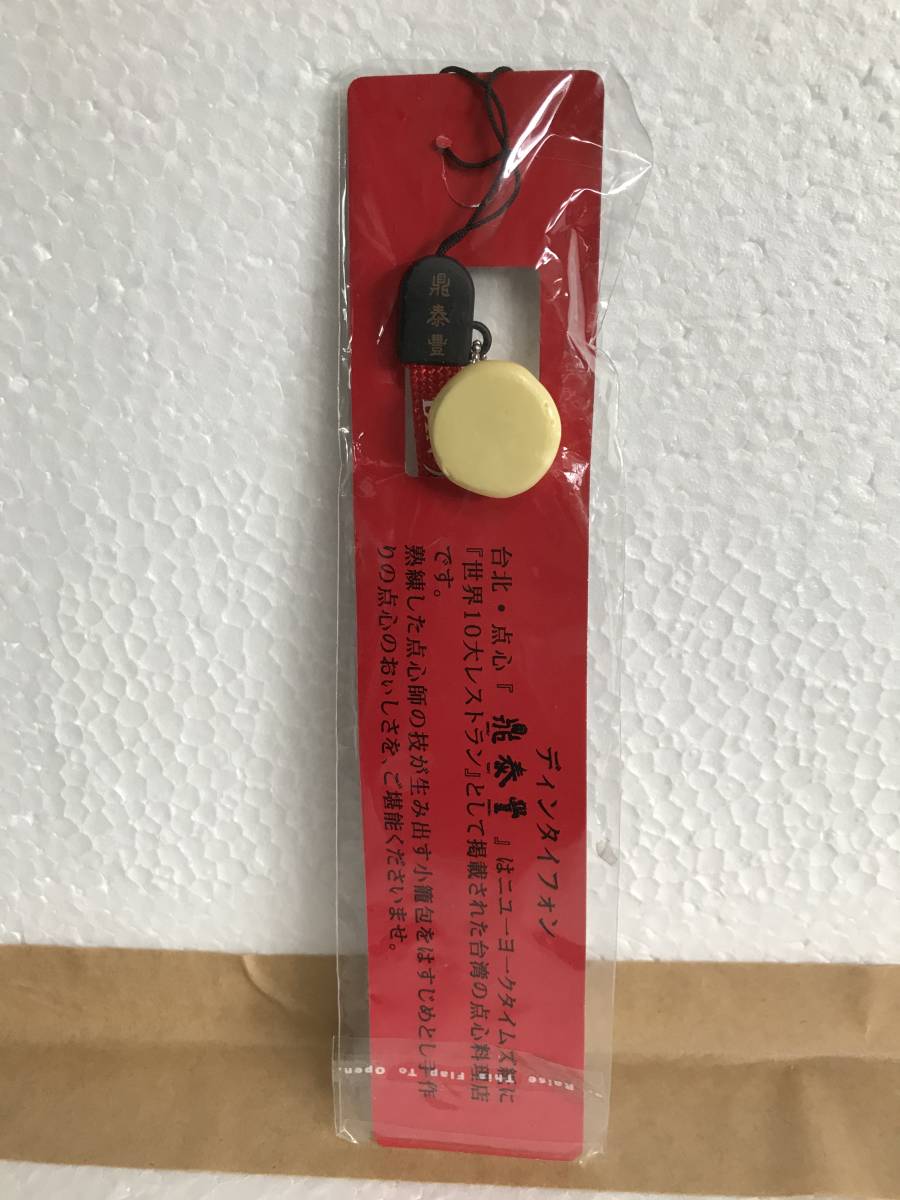 鼎泰豐
ディンタイフォン
台北・点心『鼎泰豐』はニューヨークタイムズ紙に
『世界10大レストラン』として掲載された台湾の点心料理店
です。
熟練した点心師の技が生み出す小籠包をはすじめとし手作
りの点心のおいしさを、ご堪能くださいませ。
Raise This Flap To Open.